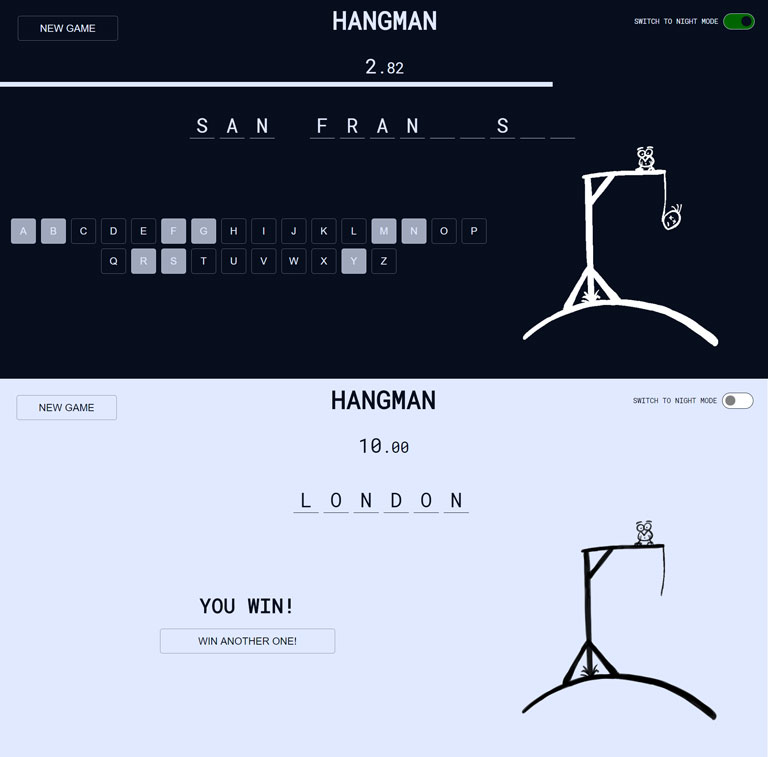 NEW GAME
HANGMAN
SWITCH TO NIGHT MODE
2.82
S A N F R A N _ _ S _ _
A B C D E F G H I J K L M N O P
Q R S T U V W X Y Z
NEW GAME
HANGMAN
SWITCH TO NIGHT MODE
10.00
L O N D O N
YOU WIN!
WIN ANOTHER ONE!